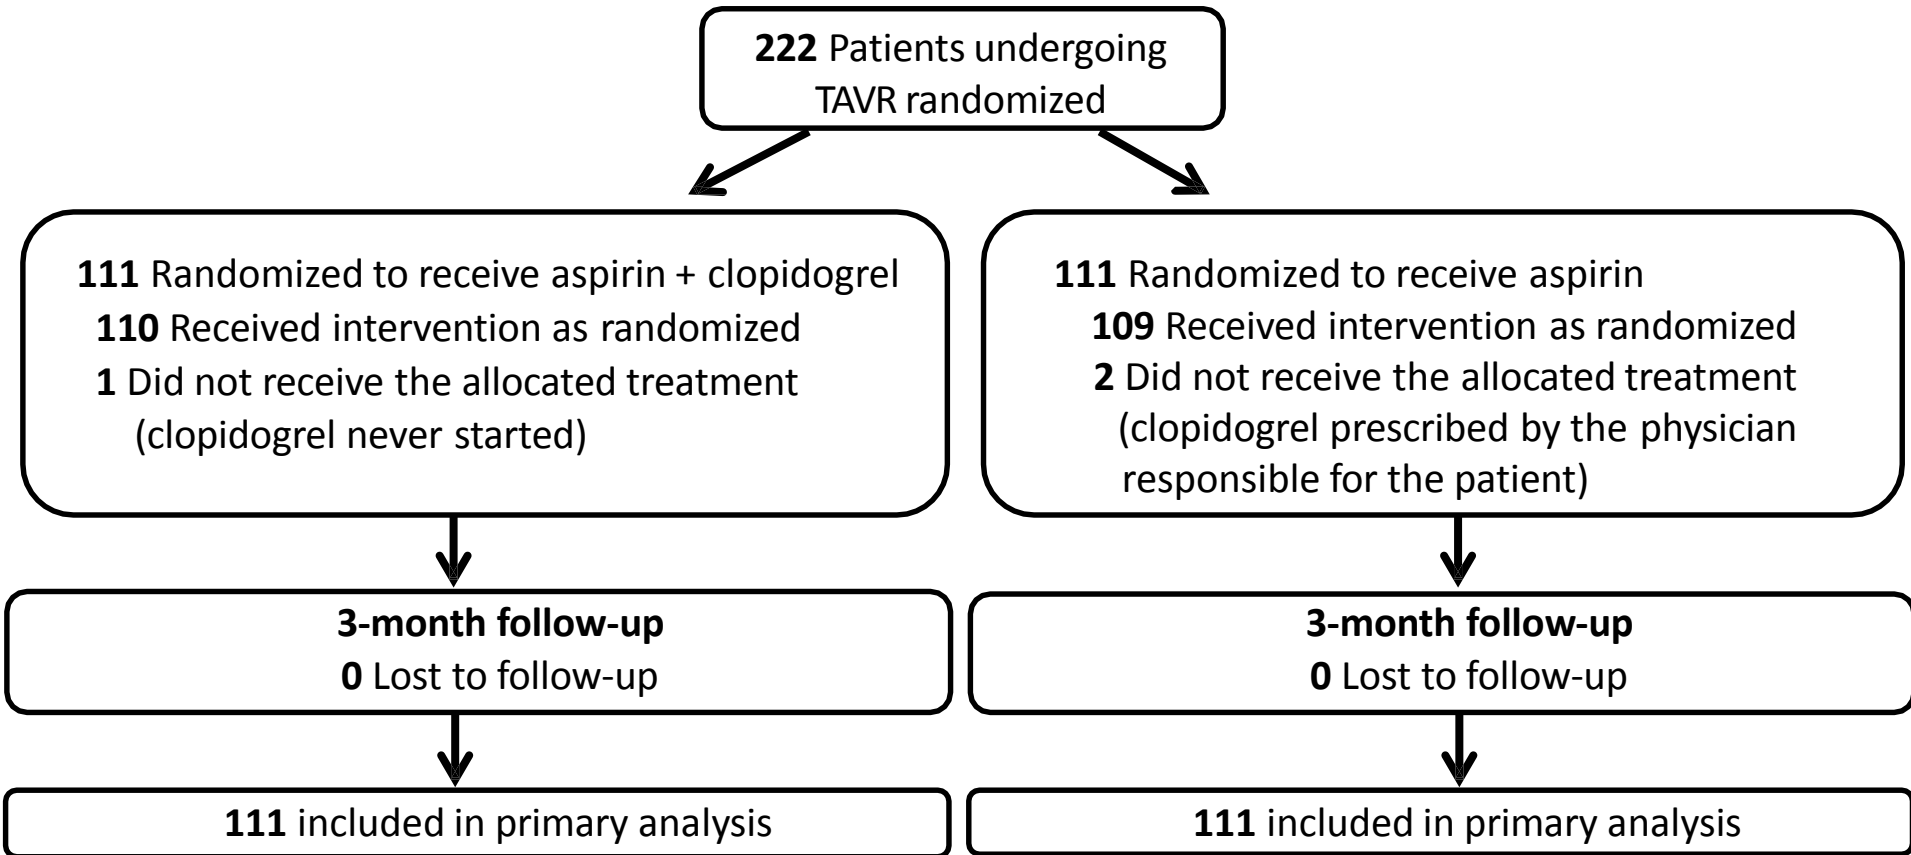 222 Patients undergoing
TAVR randomized
111 Randomized to receive aspirin + clopidogrel
110 Received intervention as randomized
1 Did not receive the allocated treatment
(clopidogrel never started)
111 Randomized to receive aspirin
109 Received intervention as randomized
2 Did not receive the allocated treatment
(clopidogrel prescribed by the physician
responsible for the patient)
3-month follow-up
0 Lost to follow-up
3-month follow-up
0 Lost to follow-up
111 included in primary analysis
111 included in primary analysis